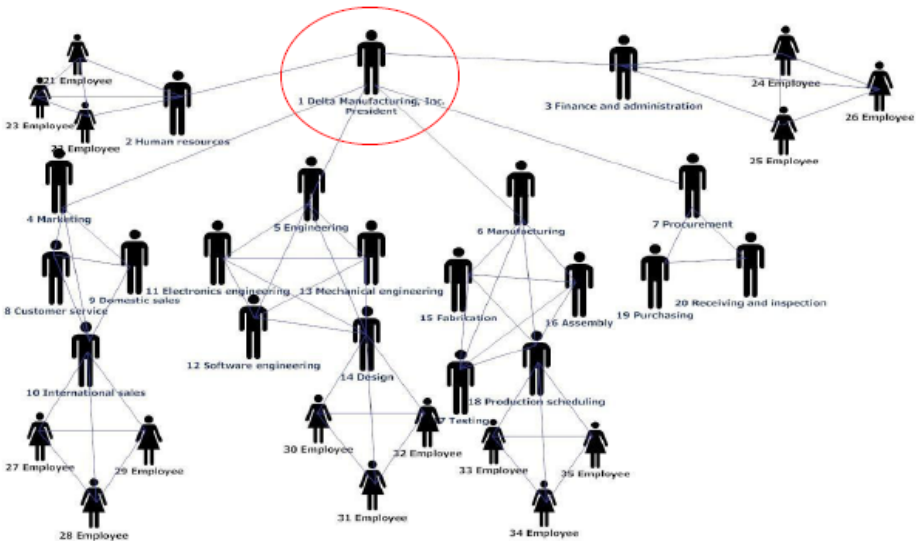 21 Employee
23 Employee
Employee
2 Human resources
1 Delta Manufacturing, Inc.
President
3 Finance and administration
24 Employee
26 Employee
25 Employee
4 Marketing
5 Engineering
6 Manufacturing
7 Procurement
8 Customer service
9 Domestic sales
11 Electronics engineering
13 Mechanical engineering
15 Fabrication
16 Assembly
19 Purchasing
20 Receiving and inspection
12 Software engineering
14 Design
10 International sales
18 Production scheduling
7 Testing
27 Employee
29 Employee
28 Employee
30 Employee
32 Employee
31 Employee
33 Employee
35 Employee
34 Employee